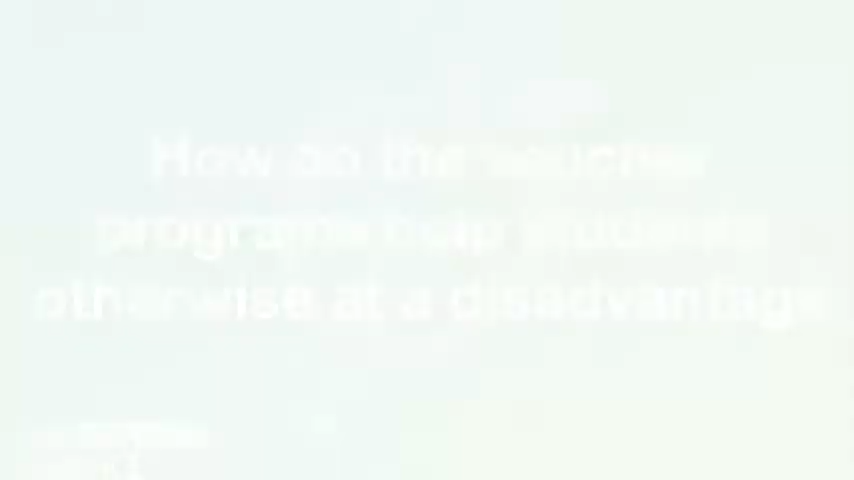 How do the voucher
programs help students
otherwise at a disadvantage